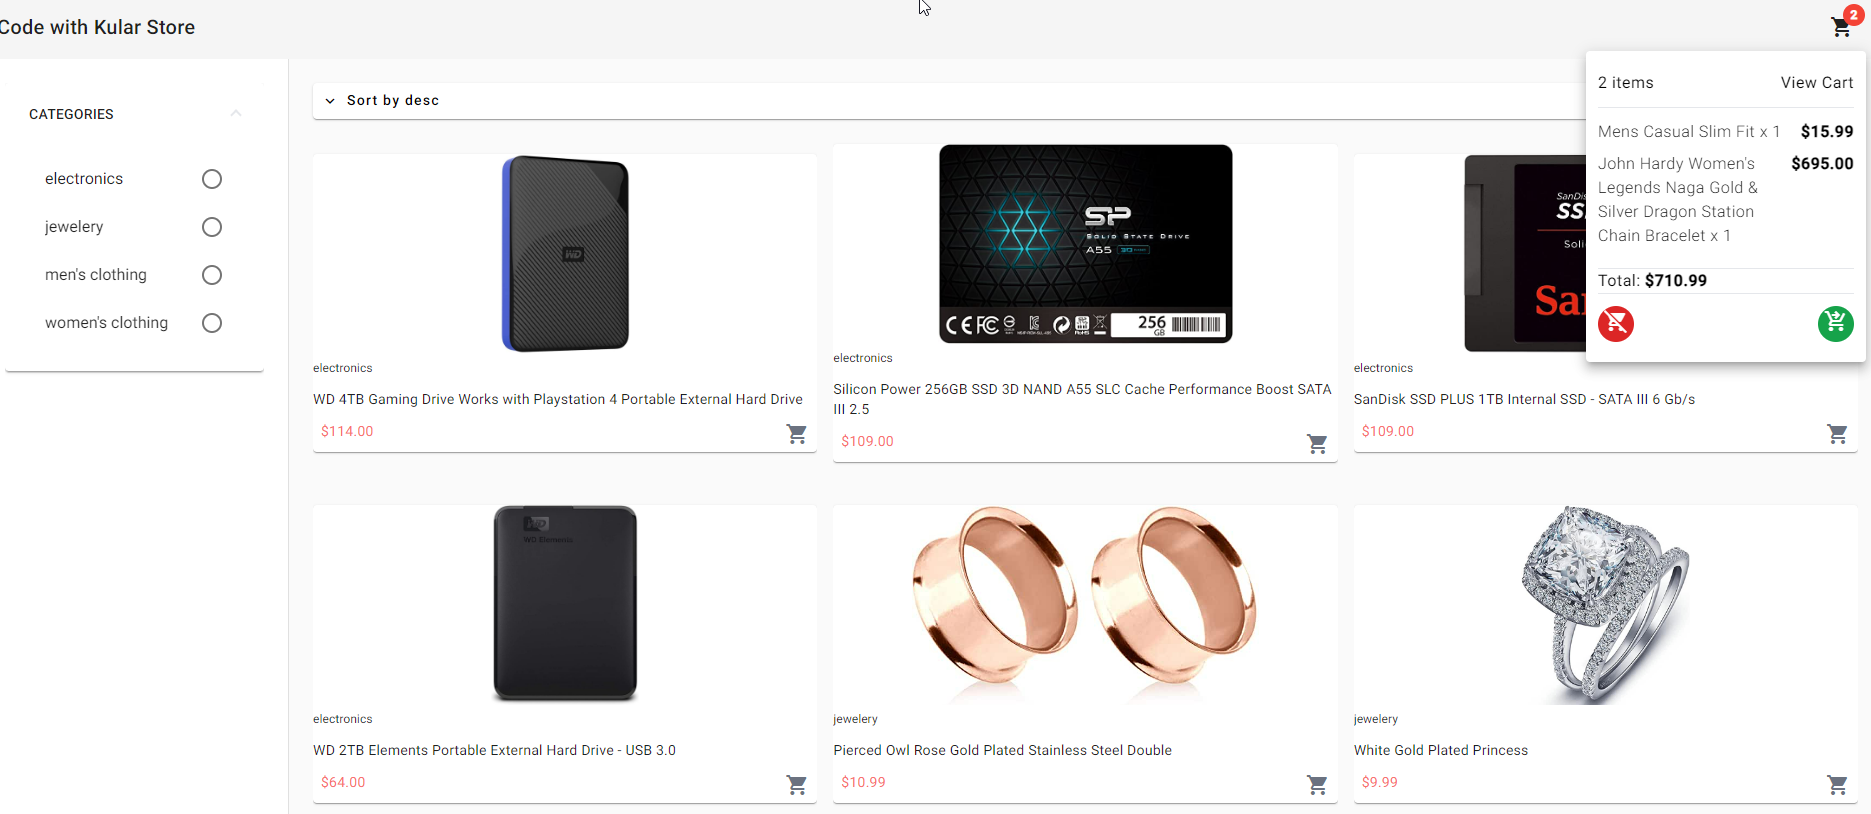 Code with Kular Store
2
CATEGORIES
electronics
jewelery
men's clothing
women's clothing
Sort by desc
2 items
View Cart
Mens Casual Slim Fit x 1
$15.99
John Hardy Women's
$695.00
Legends Naga Gold &
Silver Dragon Station
Chain Bracelet x 1
Total: $710.99
WD
electronics
WD 4TB Gaming Drive Works with Playstation 4 Portable External Hard Drive
$114.00
SP
SOLID STATE DRIVE
A55
256
GB
electronics
Silicon Power 256GB SSD 3D NAND A55 SLC Cache Performance Boost SATA
III 2.5
$109.00
electronics
SanDisk SSD PLUS 1TB Internal SSD - SATA III 6 Gb/s
$109.00
WD
WD Elements
electronics
WD 2TB Elements Portable External Hard Drive - USB 3.0
$64.00
jewelery
Pierced Owl Rose Gold Plated Stainless Steel Double
$10.99
jewelery
White Gold Plated Princess
$9.99